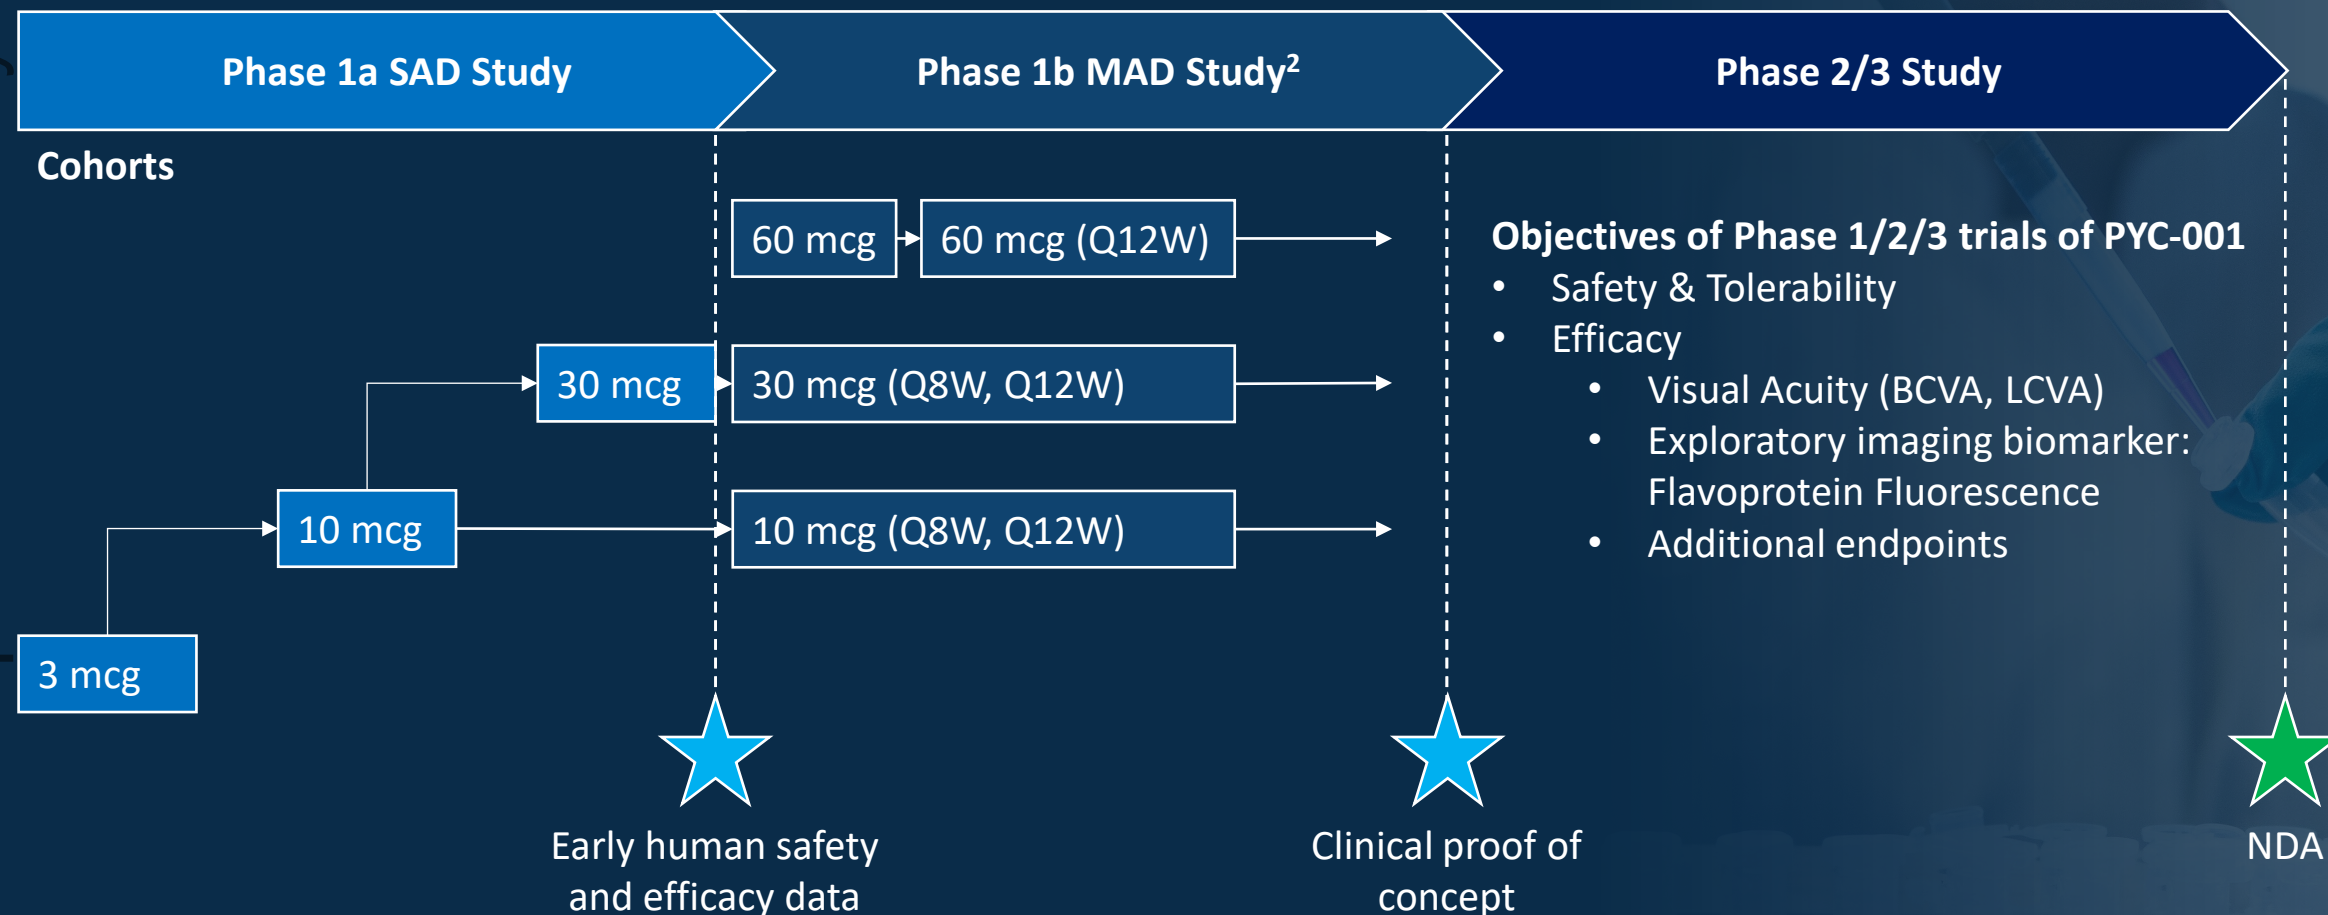 Phase 1a SAD Study
Phase 1b MAD Study²
Phase 2/3 Study
Cohorts
60 mcg
60 mcg (Q12W)
30 mcg
30 mcg (Q8W, Q12W)
10 mcg
10 mcg (Q8W, Q12W)
3 mcg
Objectives of Phase 1/2/3 trials of PYC-001
• Safety & Tolerability
• Efficacy
• Visual Acuity (BCVA, LCVA)
• Exploratory imaging biomarker:
Flavoprotein Fluorescence
• Additional endpoints
Early human safety
and efficacy data
Clinical proof of
concept
NDA